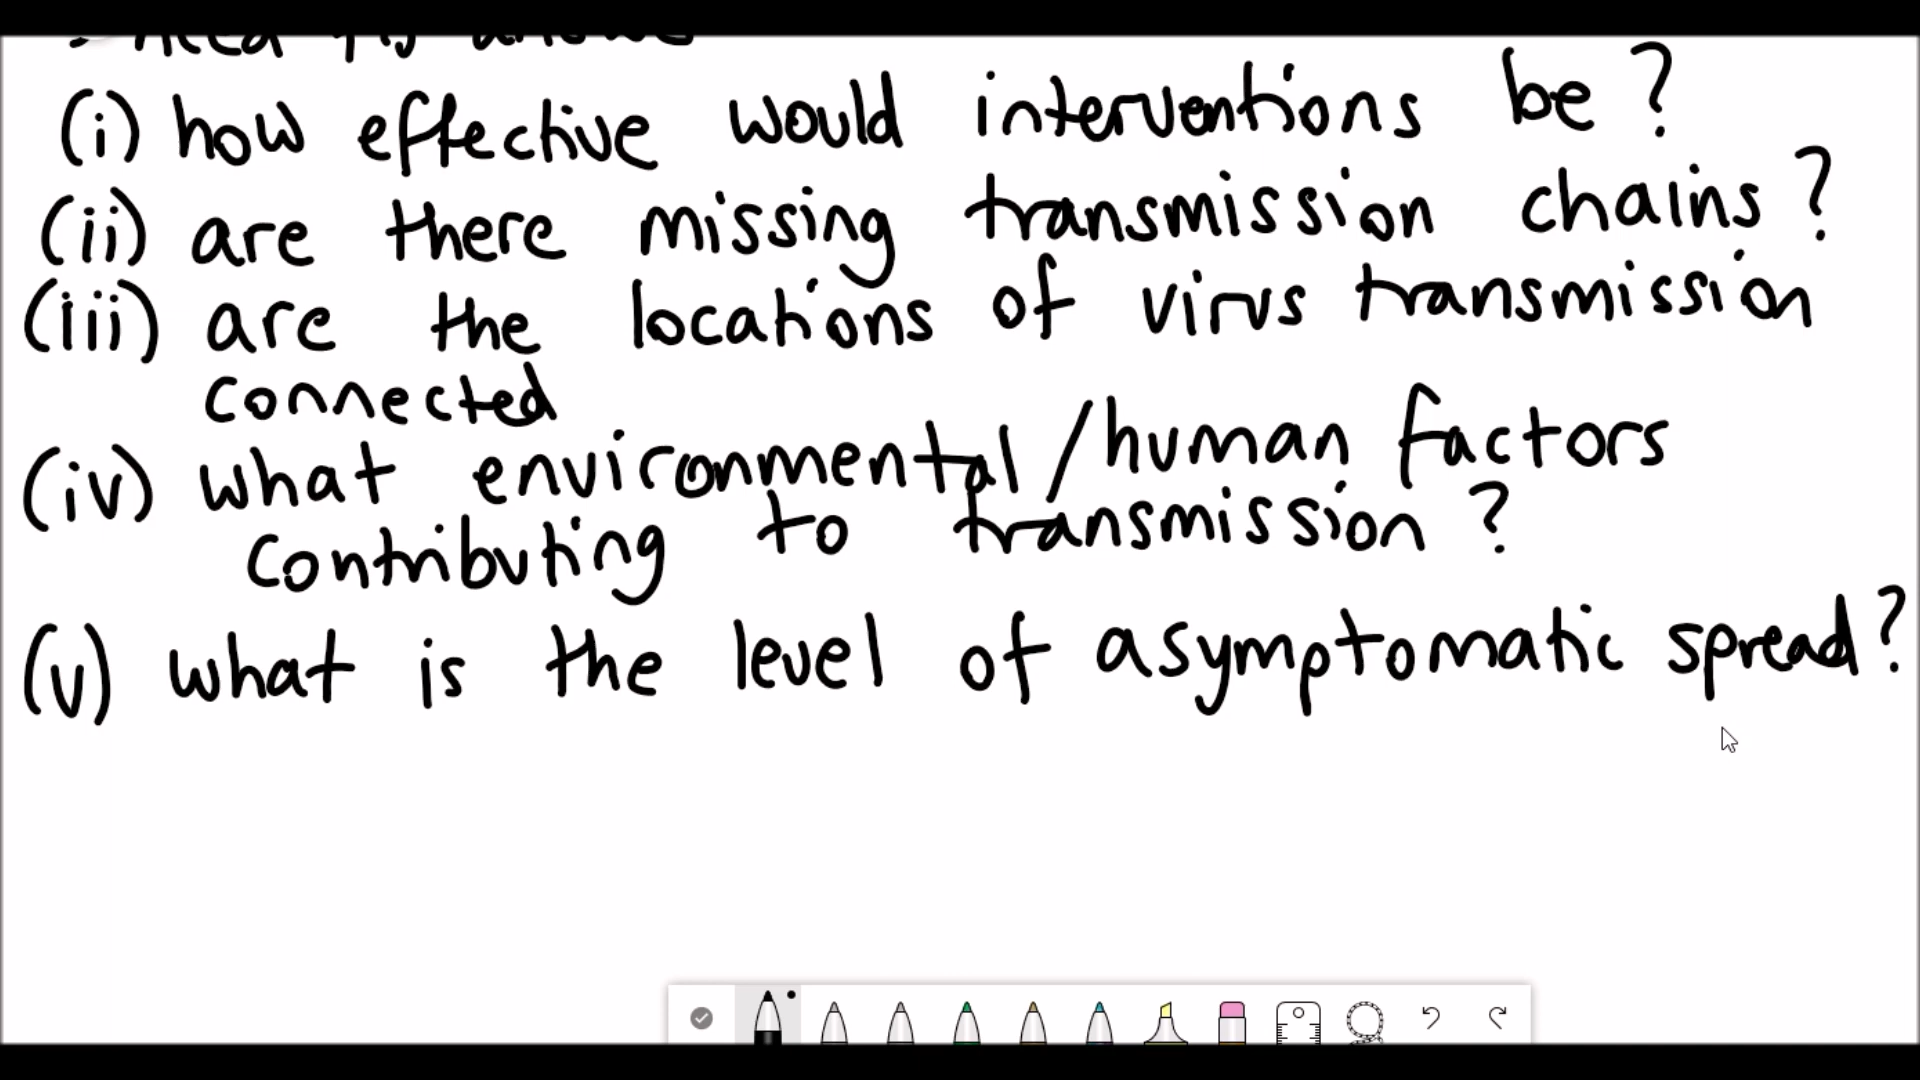 need
(i) how effective would interventions be?
(ii) are there missing transmission chains?
(iii) are the locations of virus transmission
connected
(iv) what environmental/human factors
contributing to transmission?
(v) what is the level of asymptomatic spread?